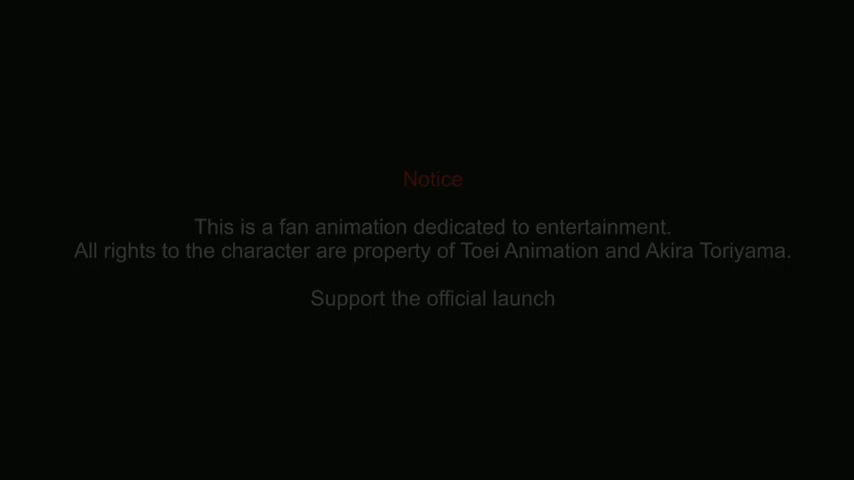 Notice
This is a fan animation dedicated to entertainment.
All rights to the character are property of Toei Animation and Akira Toriyama.
Support the official launch